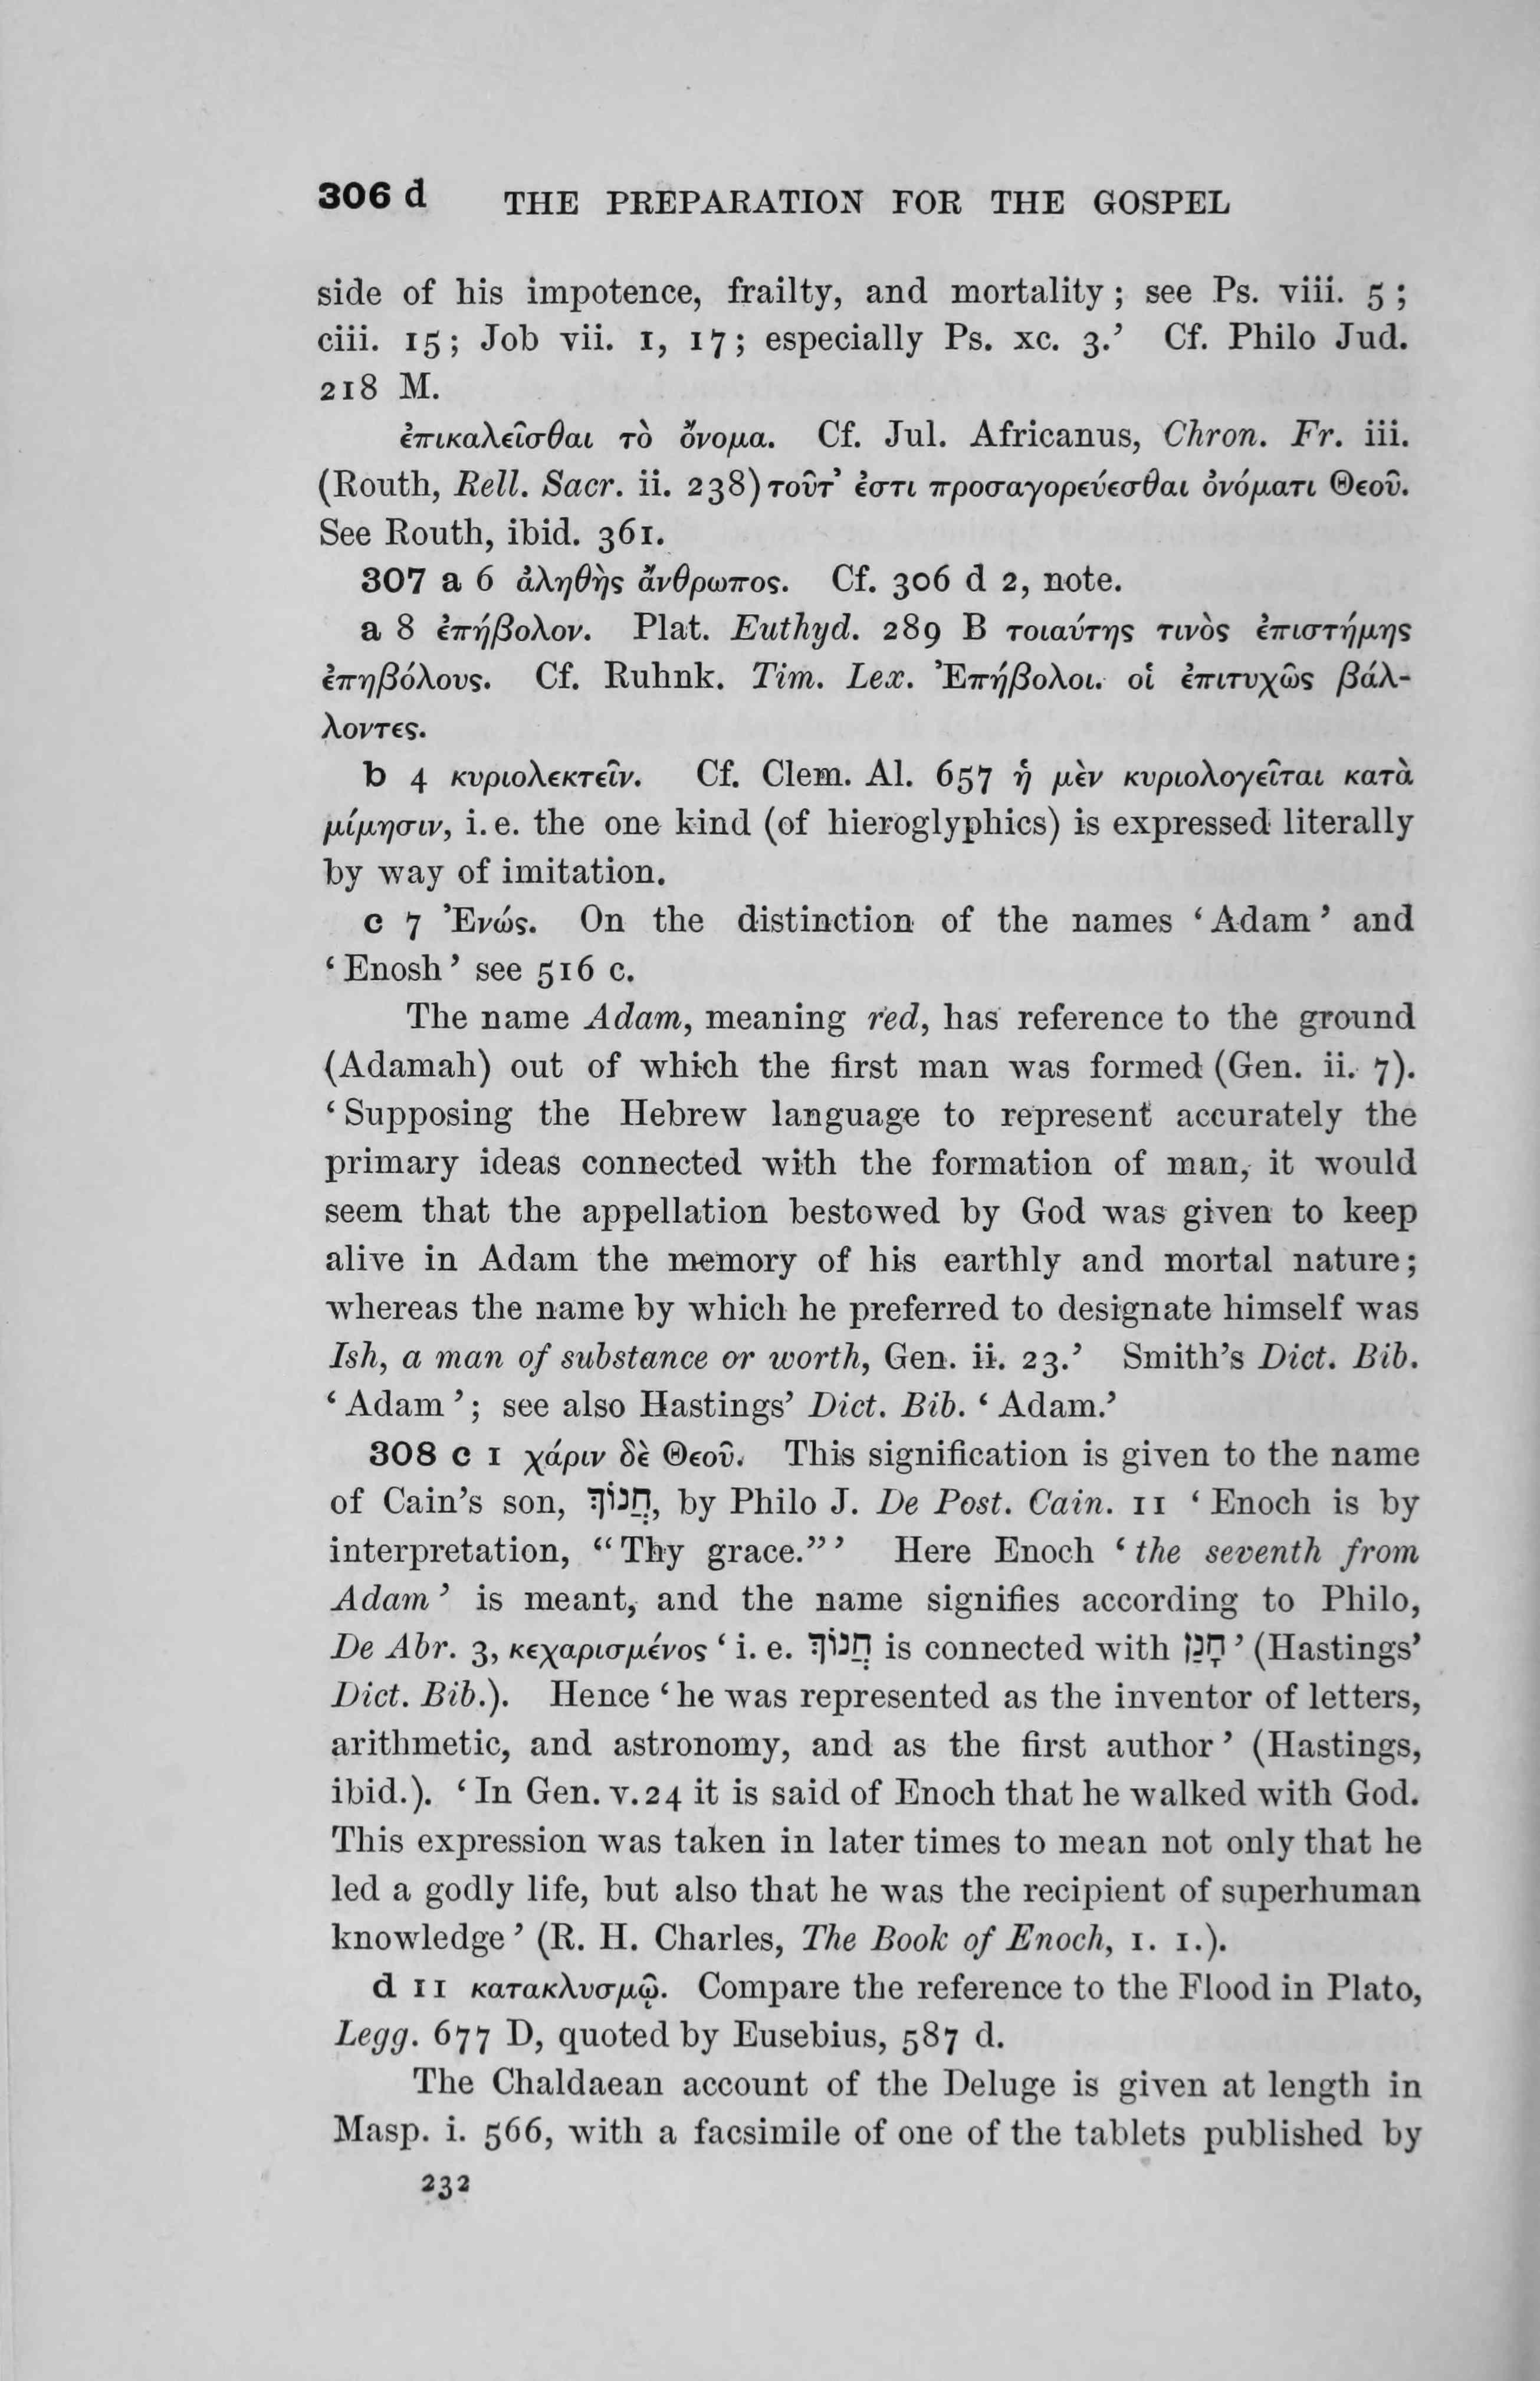 306 d THE PREPARATION FOR THE GOSPEL
side of his impotence, frailty, and mortality ; see Ps. viii. 5 ;
ciii. 15; Job vii. 1, 17; especially Ps. xc. 3.’ Cf. Philo Jud.
218 M.
ἐπικαλεῖσθαι τὸ ὄνομα. Cf. Jul. Africanus, Chron. Fr. iii.
(Routh, Rell. Sacr. ii. 238) τοῦτ’ ἐστι προσαγορεύεσθαι ὀνόματι Θεοῦ.
See Routh, ibid. 361.
307 a 6 ἀληθὴς ἄνθρωπος. Cf. 306 d 2, note.
a 8 ἐπήβολον. Plat. Euthyd. 289 B τοιαύτης τινὸς ἐπιστήμης
ἐπηβόλους. Cf. Ruhnk. Tim. Lex. Ἐπήβολοι. οἱ ἐπιτυχῶς βάλ-
λοντες.
b 4 κυριολεκτεῖν. Cf. Clem. Al. 657 ἡ μὲν κυριολογεῖται κατὰ
μίμησιν, i. e. the one kind (of hieroglyphics) is expressed literally
by way of imitation.
c 7 Ἐνώς. On the distinction of the names ‘ Adam ’ and
‘ Enosh ’ see 516 c.
The name Adam, meaning red, has reference to the ground
(Adamah) out of which the first man was formed (Gen. ii. 7).
‘ Supposing the Hebrew language to represent accurately the
primary ideas connected with the formation of man, it would
seem that the appellation bestowed by God was given to keep
alive in Adam the memory of his earthly and mortal nature;
whereas the name by which he preferred to designate himself was
Ish, a man of substance or worth, Gen. ii. 23.’ Smith’s Dict. Bib.
‘ Adam ’; see also Hastings’ Dict. Bib. ‘ Adam.’
308 c 1 χάριν δὲ Θεοῦ. This signification is given to the name
of Cain’s son, חֲנוֹךְ, by Philo J. De Post. Cain. 11 ‘ Enoch is by
interpretation, “ Thy grace.” ’ Here Enoch ‘ the seventh from
Adam ’ is meant, and the name signifies according to Philo,
De Abr. 3, κεχαρισμένος ‘ i. e. חֲנוֹךְ is connected with חָנַן ’ (Hastings’
Dict. Bib.). Hence ‘ he was represented as the inventor of letters,
arithmetic, and astronomy, and as the first author ’ (Hastings,
ibid.). ‘ In Gen. v. 24 it is said of Enoch that he walked with God.
This expression was taken in later times to mean not only that he
led a godly life, but also that he was the recipient of superhuman
knowledge ’ (R. H. Charles, The Book of Enoch, 1. 1.).
d 11 κατακλυσμῷ. Compare the reference to the Flood in Plato,
Legg. 677 D, quoted by Eusebius, 587 d.
The Chaldaean account of the Deluge is given at length in
Masp. i. 566, with a facsimile of one of the tablets published by
232